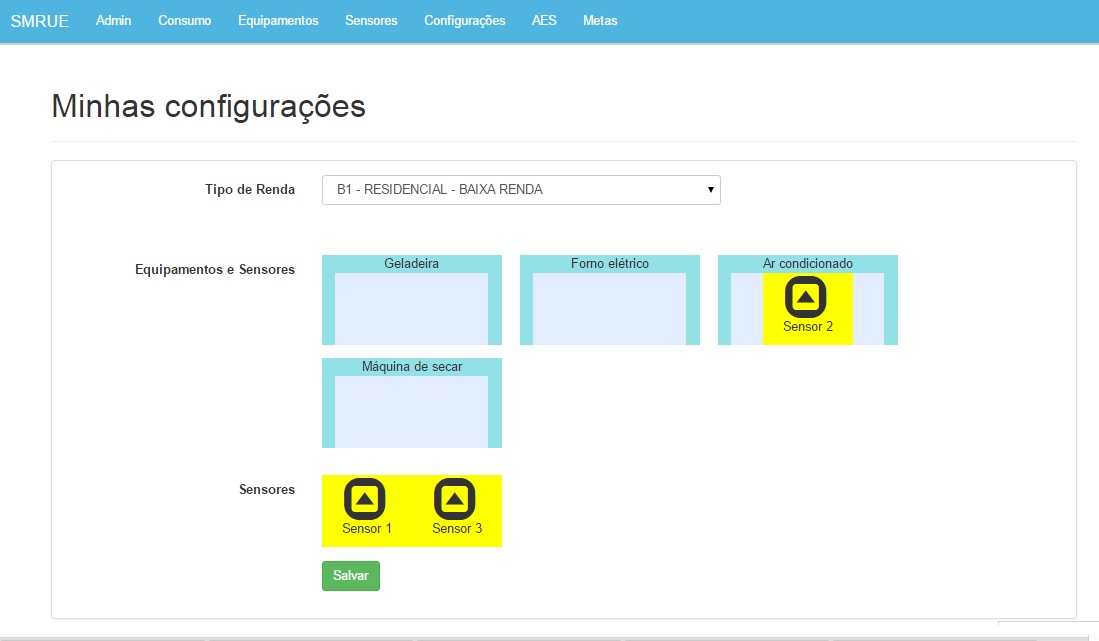 SMRUE Admin Consumo Equipamentos Sensores Configurações AES Metas
Minhas configurações
Tipo de Renda B1 - RESIDENCIAL - BAIXA RENDA
Equipamentos e Sensores Geladeira Forno elétrico Ar condicionado
Sensor 2
Máquina de secar
Sensores
Sensor 1 Sensor 3
Salvar